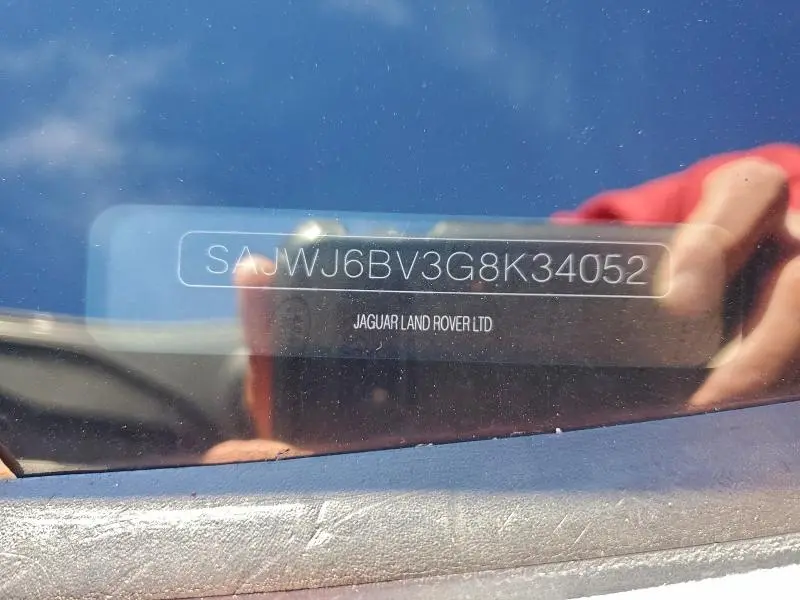 SAJWJ6BV3G8K34052
JAGUAR LAND ROVER LTD